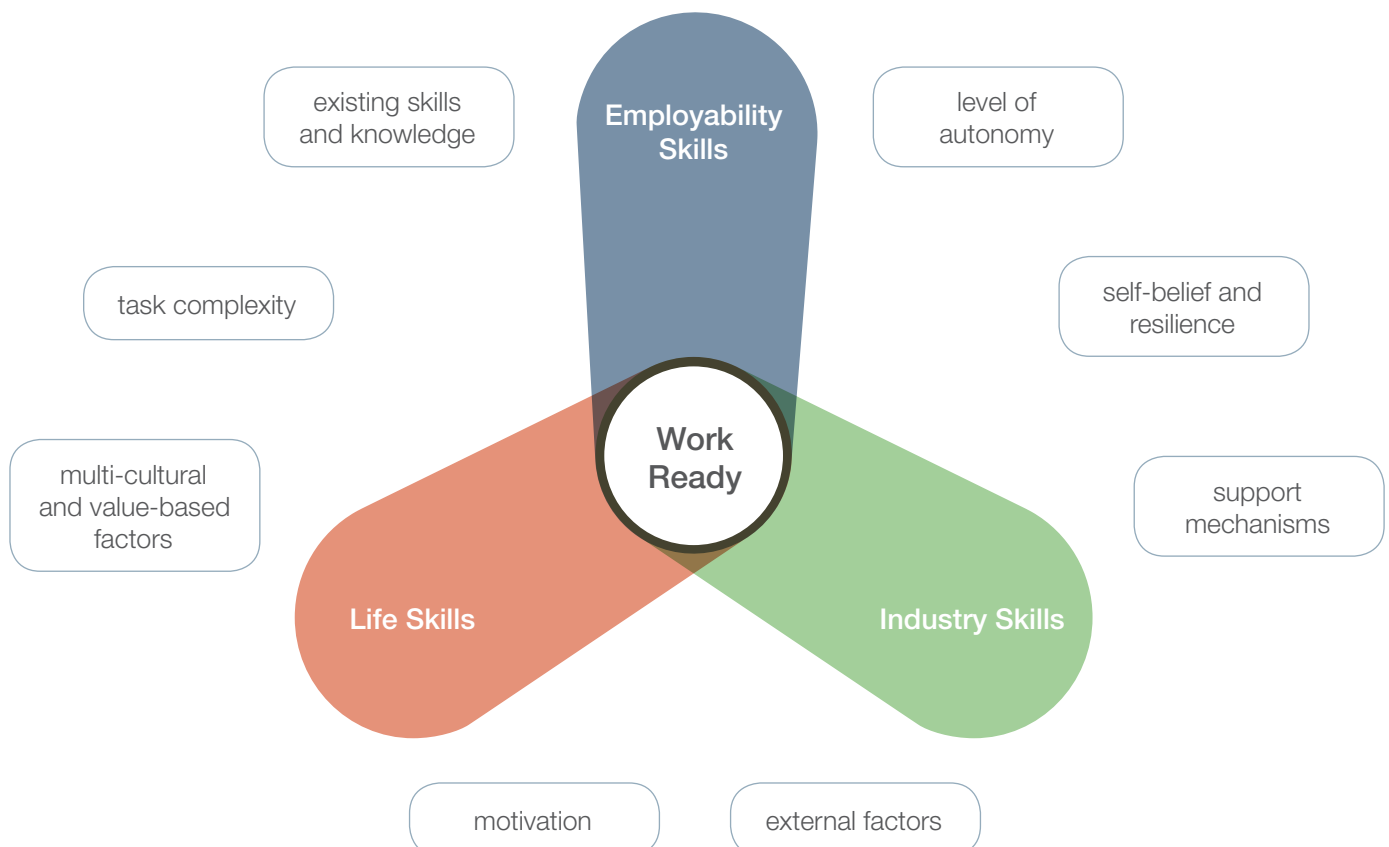 existing skills
and knowledge
Employability
Skills
level of
autonomy
task complexity
self-belief and
resilience
Work
Ready
multi-cultural
and value-based
factors
support
mechanisms
Life Skills
Industry Skills
motivation
external factors